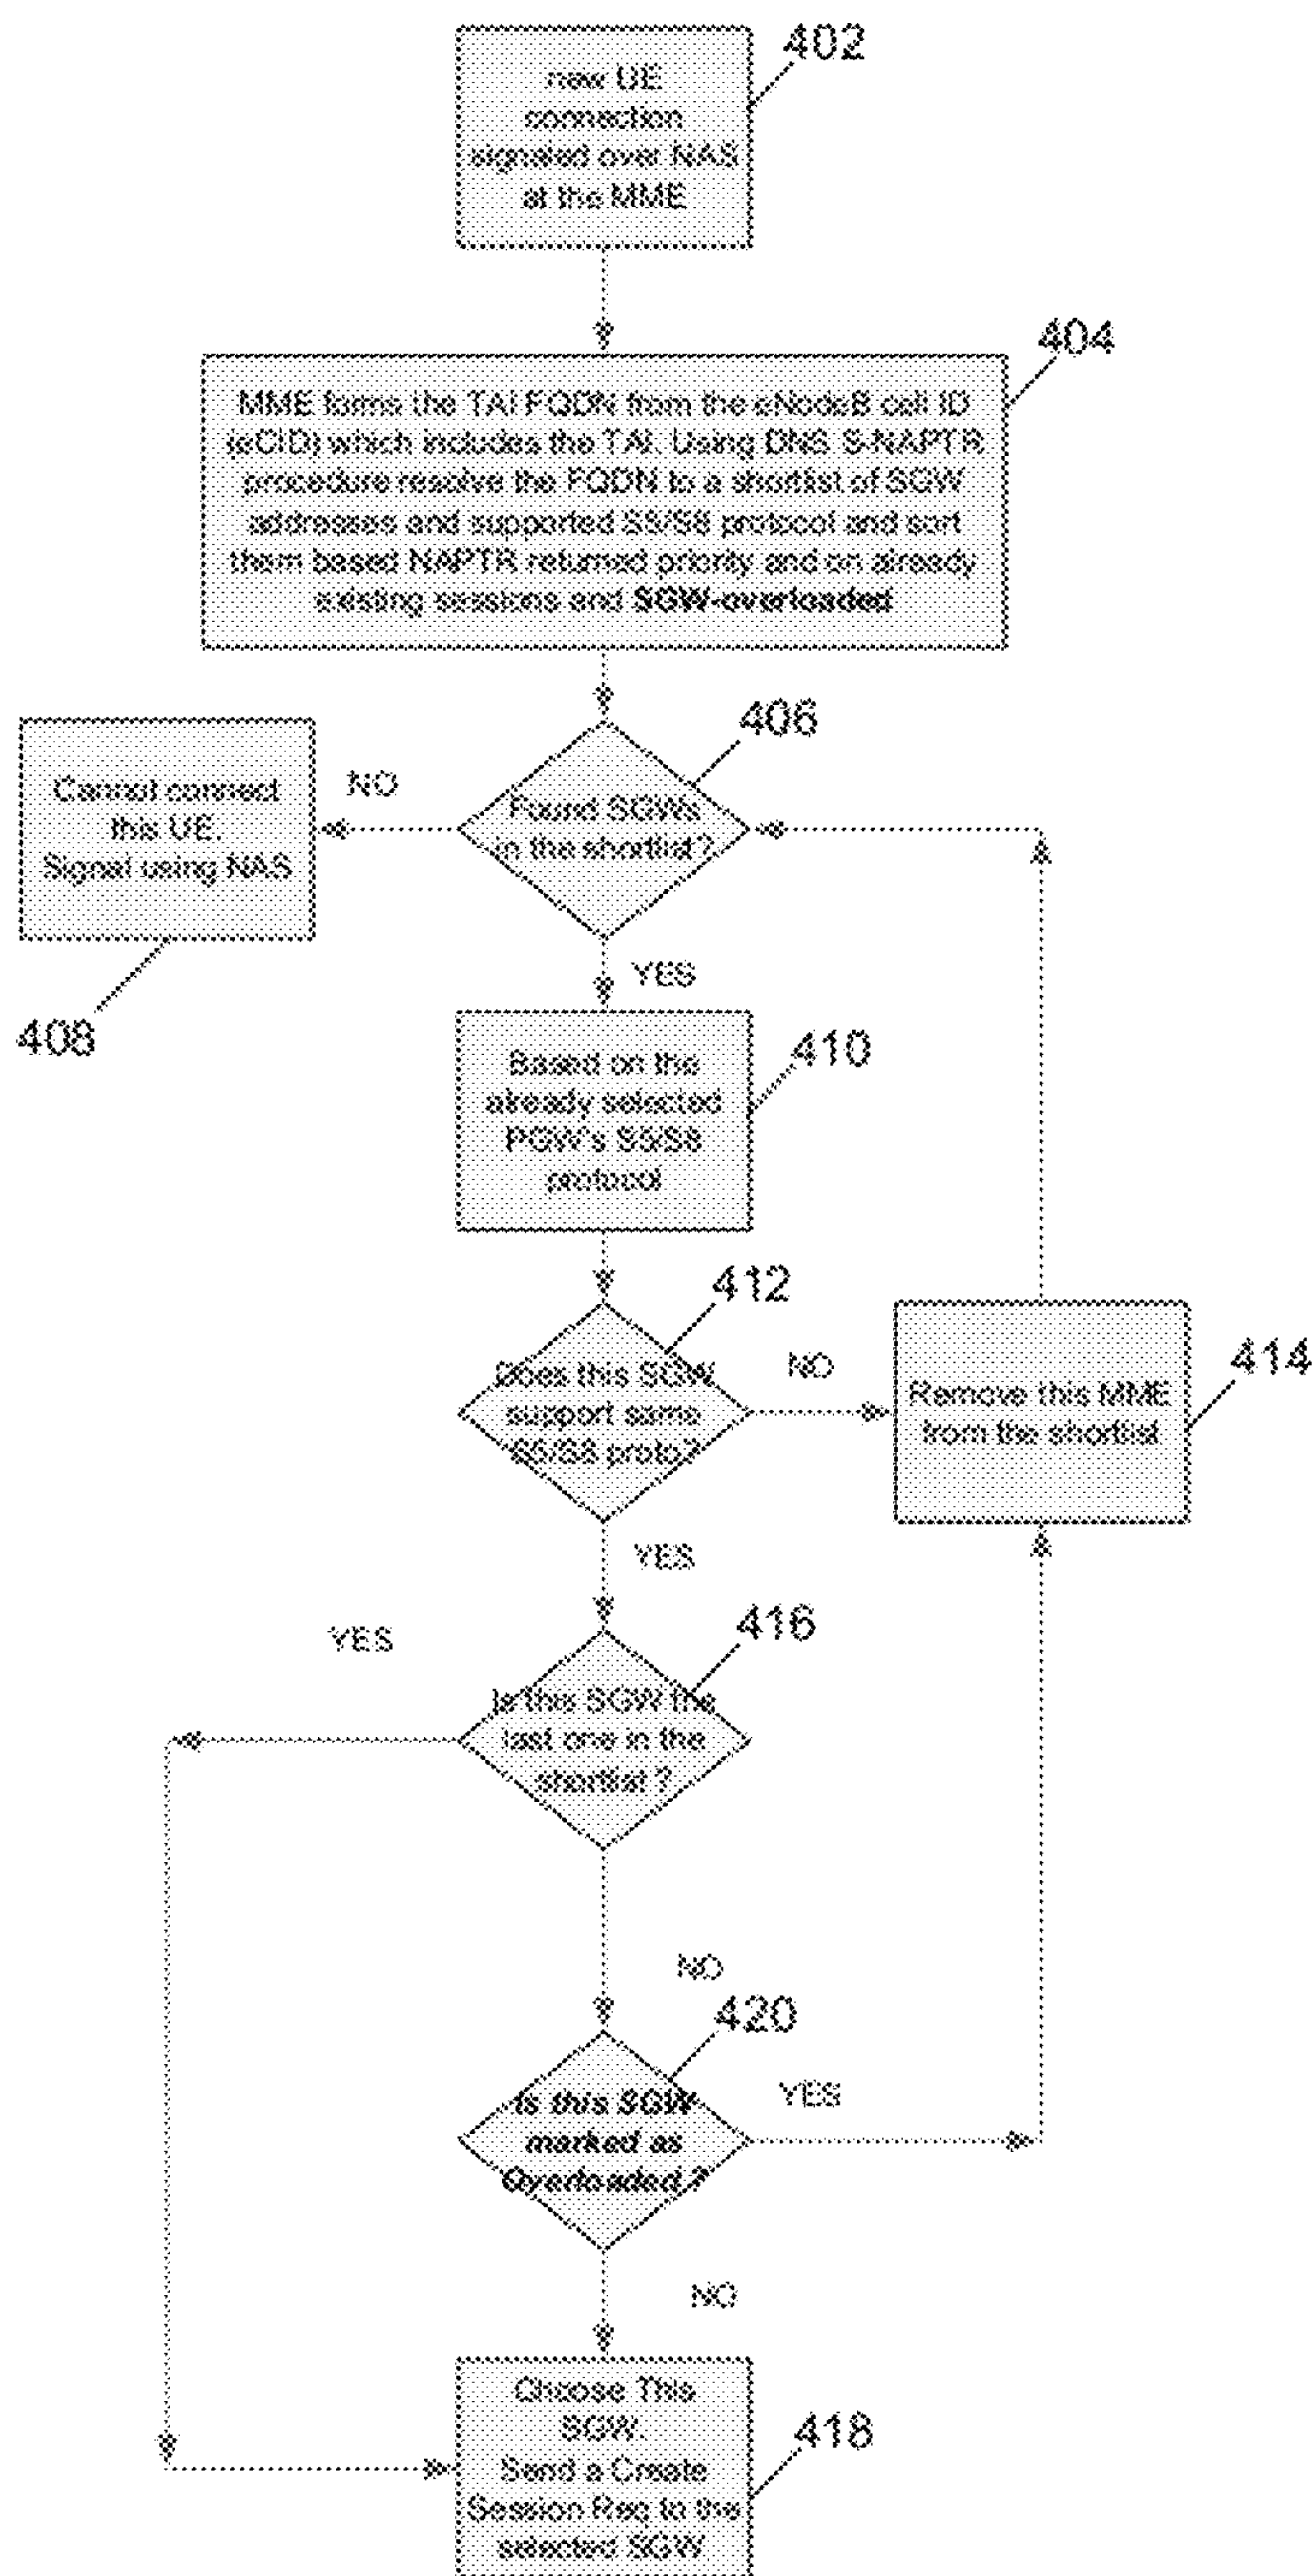 402
new UE
connection
signaled over NAS
at the MME
404
MME forms the TAI FQDN from the eNodeB cell ID
(eCID) which includes the TAI. Using DNS S-NAPTR
procedure resolve the FQDN to a shortlist of SGW
addresses and supported S5/S8 protocol and sort
them based NAPTR returned priority and on already
existing sessions and SGW-overloaded
406
Found SGWs
in the shortlist?
NO
Cannot connect
this UE.
Signal using NAS
408
YES
410
Based on the
already selected
PGW's S5/S8
protocol
412
Does this SGW
support same
S5/S8 proto?
NO
414
Remove this MME
from the shortlist
YES
416
Is this SGW the
last one in the
shortlist ?
YES
NO
420
Is this SGW
marked as
Overloaded ?
YES
NO
Choose This
SGW.
Send a Create
Session Req to the
selected SGW
418